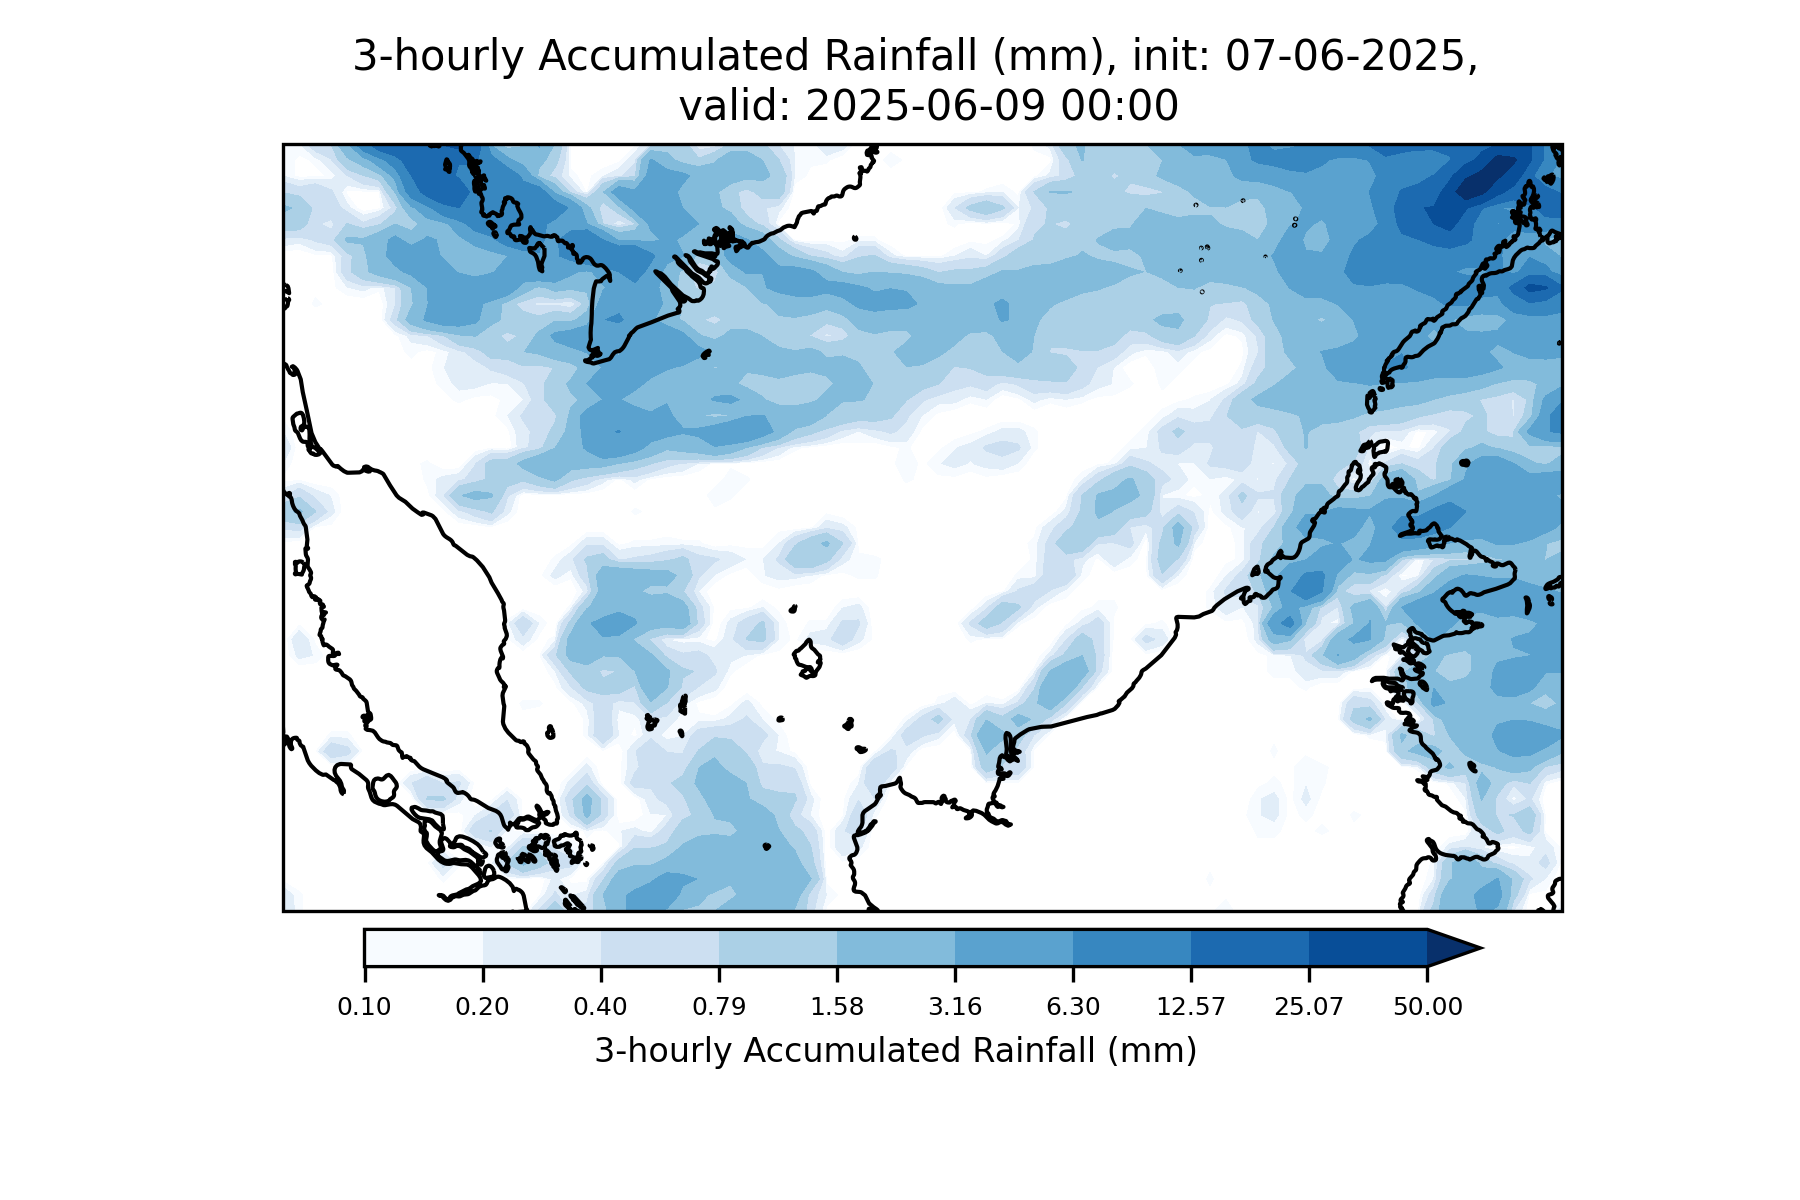 3-hourly Accumulated Rainfall (mm), init: 07-06-2025,
valid: 2025-06-09 00:00
0.10 0.20 0.40 0.79 1.58 3.16 6.30 12.57 25.07 50.00
3-hourly Accumulated Rainfall (mm)